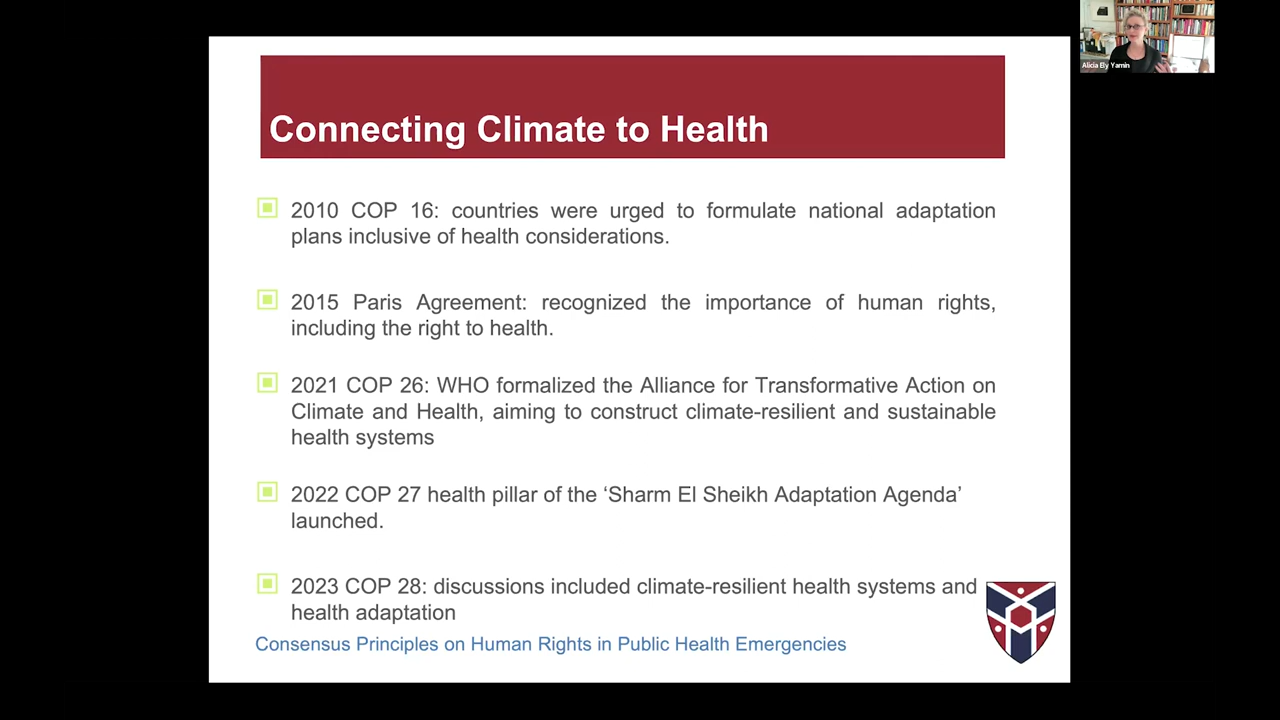 Alicia Ely Yamin
Connecting Climate to Health
2010 COP 16: countries were urged to formulate national adaptation
plans inclusive of health considerations.
2015 Paris Agreement: recognized the importance of human rights,
including the right to health.
2021 COP 26: WHO formalized the Alliance for Transformative Action on
Climate and Health, aiming to construct climate-resilient and sustainable
health systems
2022 COP 27 health pillar of the ‘Sharm El Sheikh Adaptation Agenda’
launched.
2023 COP 28: discussions included climate-resilient health systems and
health adaptation
Consensus Principles on Human Rights in Public Health Emergencies